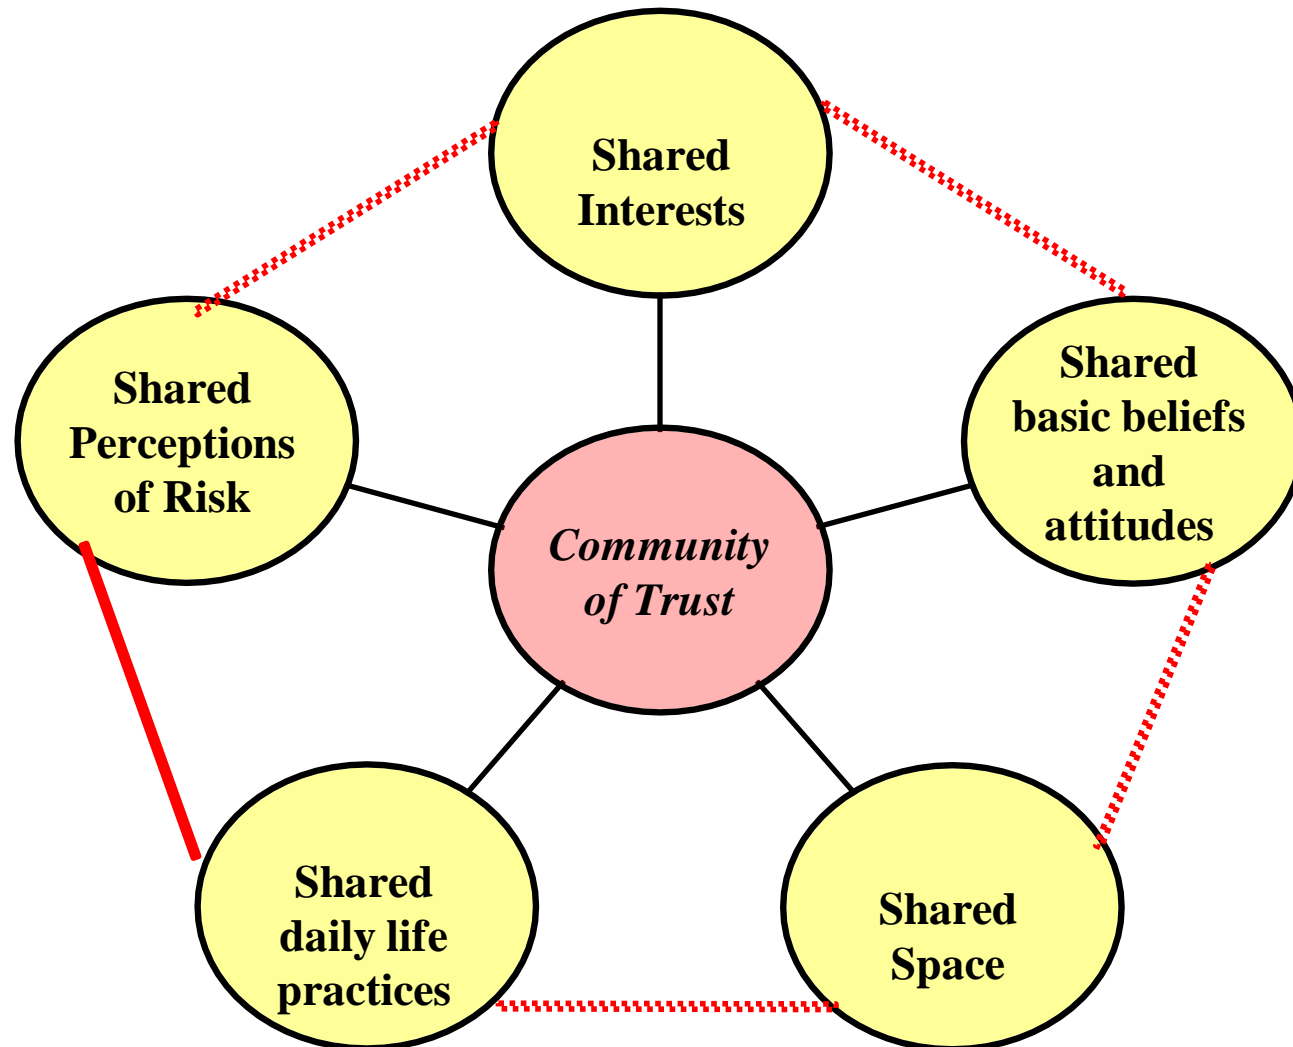 Shared
Interests
Shared
Perceptions
of Risk
Shared
basic beliefs
and
attitudes
Community
of Trust
Shared
daily life
practices
Shared
Space